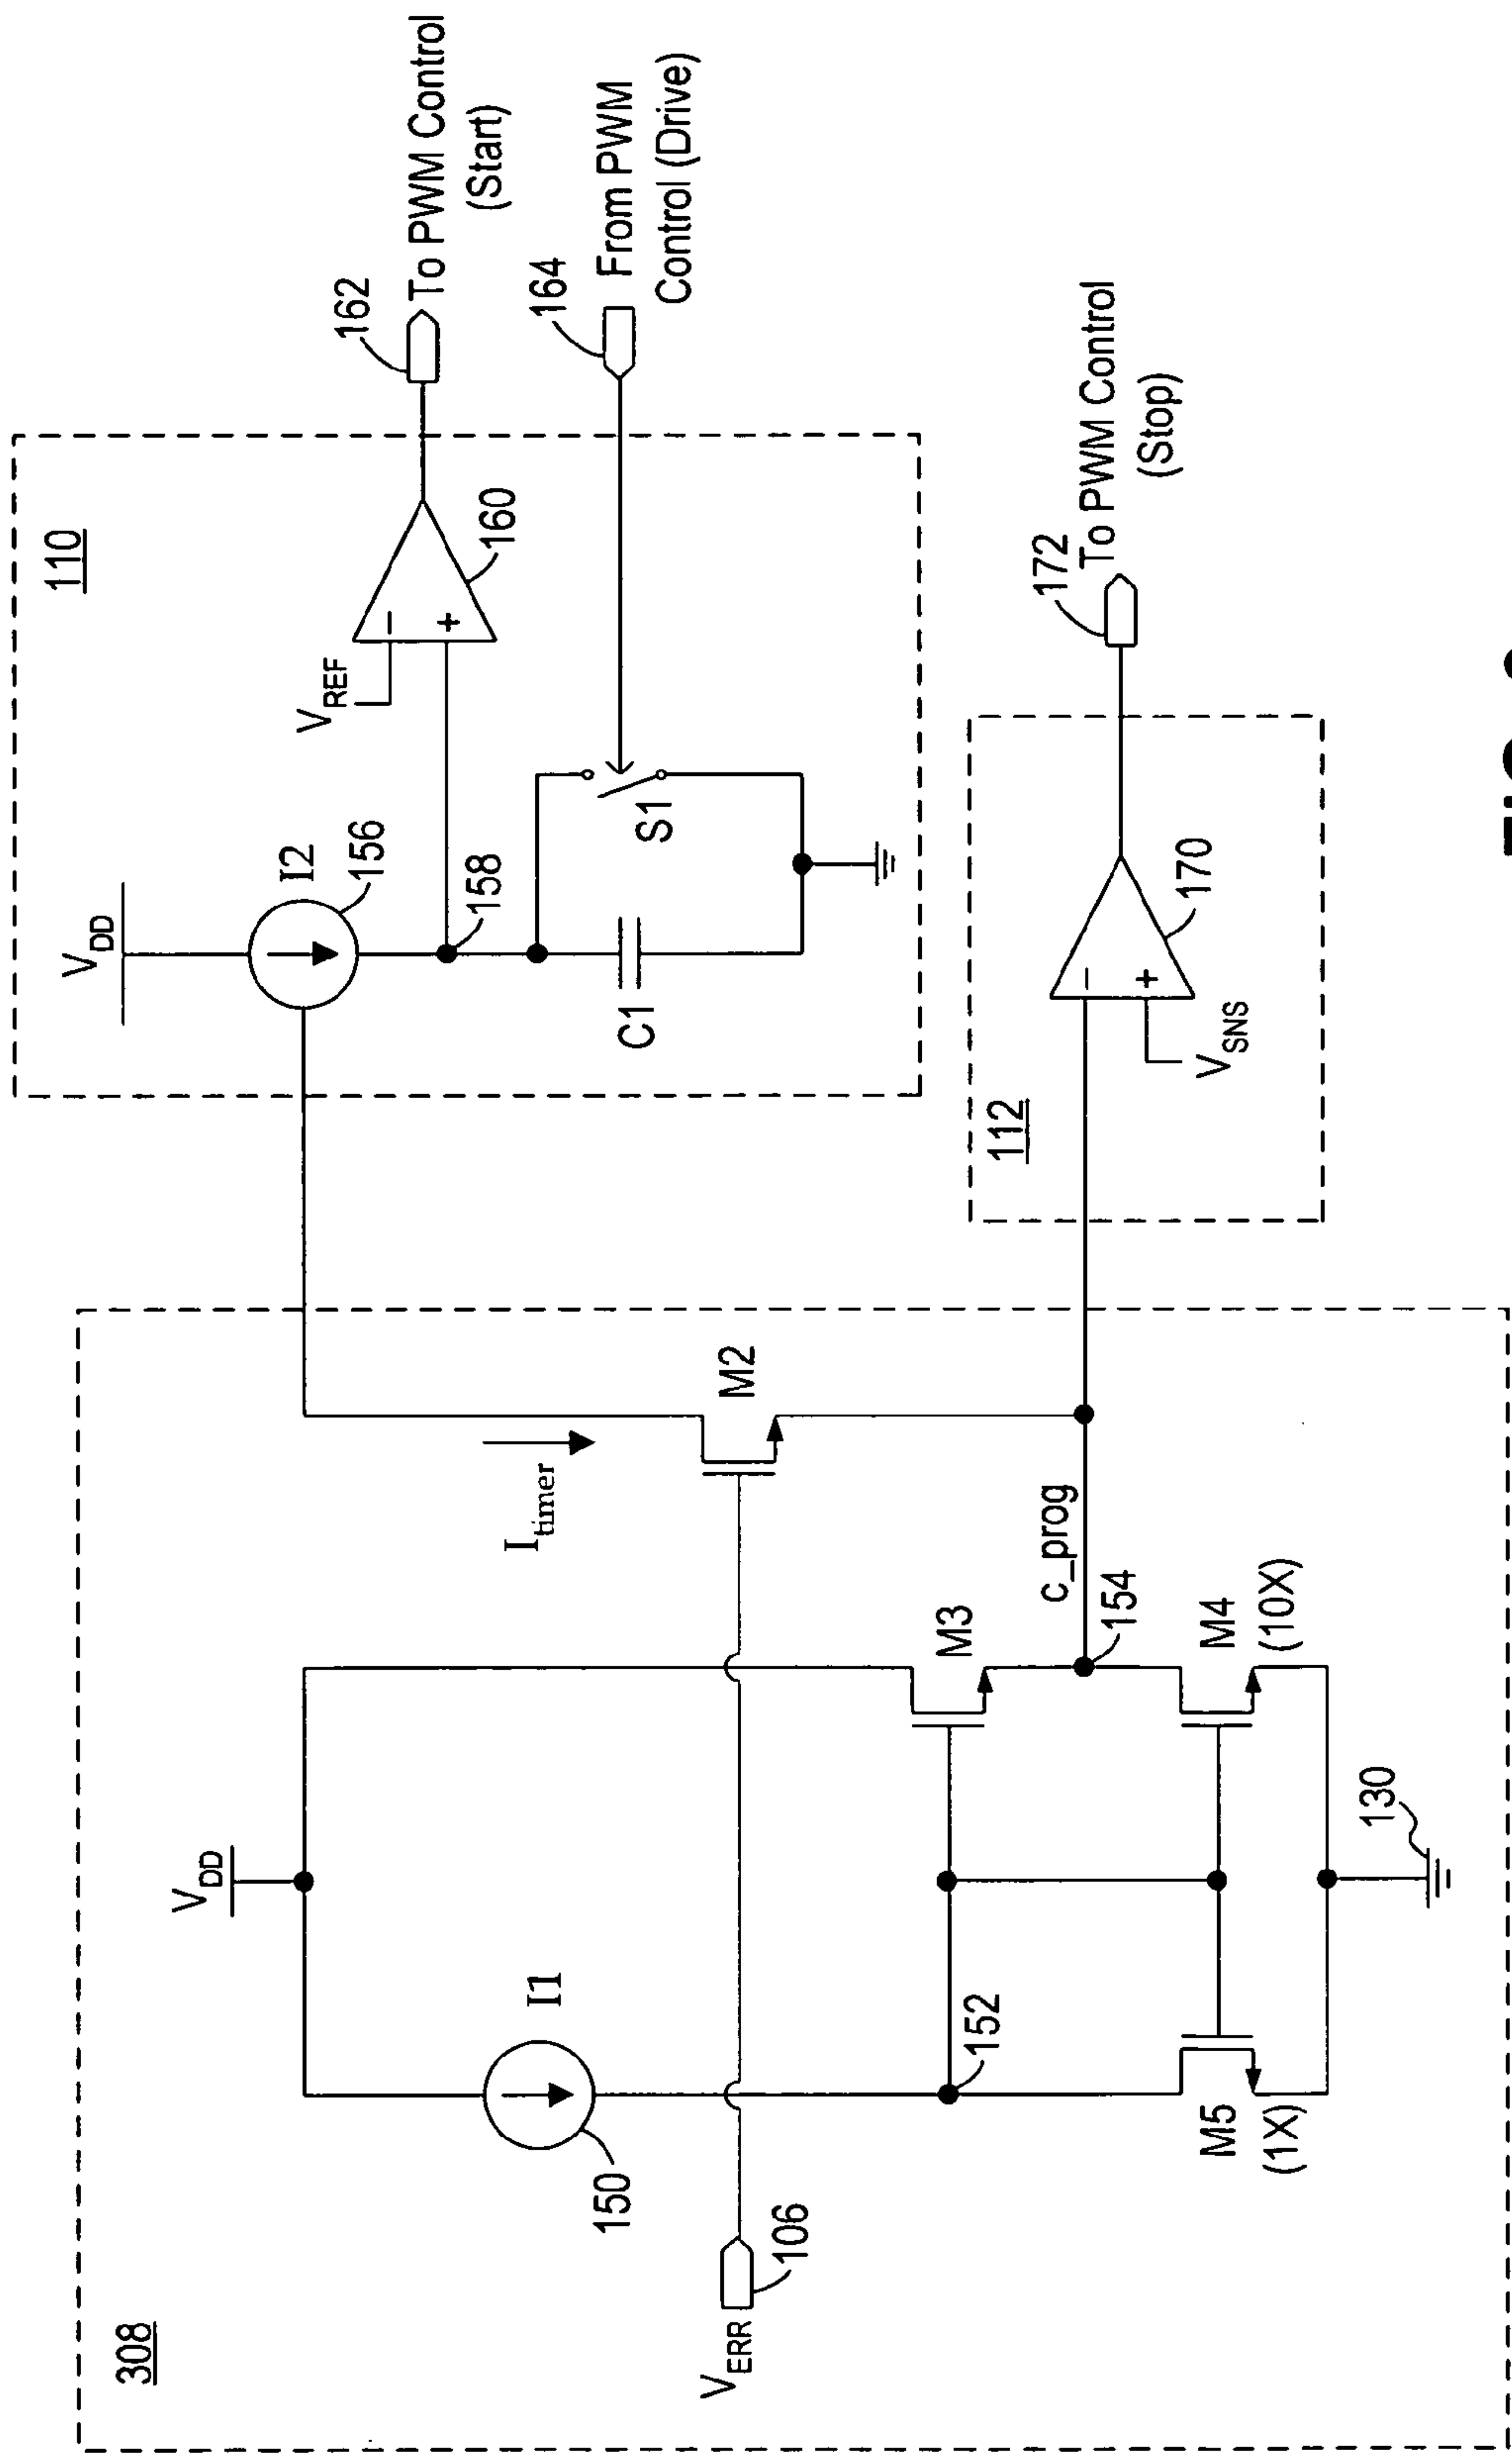 308
V_DD
I1
150
V_ERR
106
I_timer
M2
152
M3
c_prog
154
M5
(1X)
M4
(10X)
130
110
V_DD
I2
156
V_REF
160
158
C1
S1
162
To PWM Control
(Start)
164
From PWM
Control (Drive)
112
V_SNS
170
172
To PWM Control
(Stop)